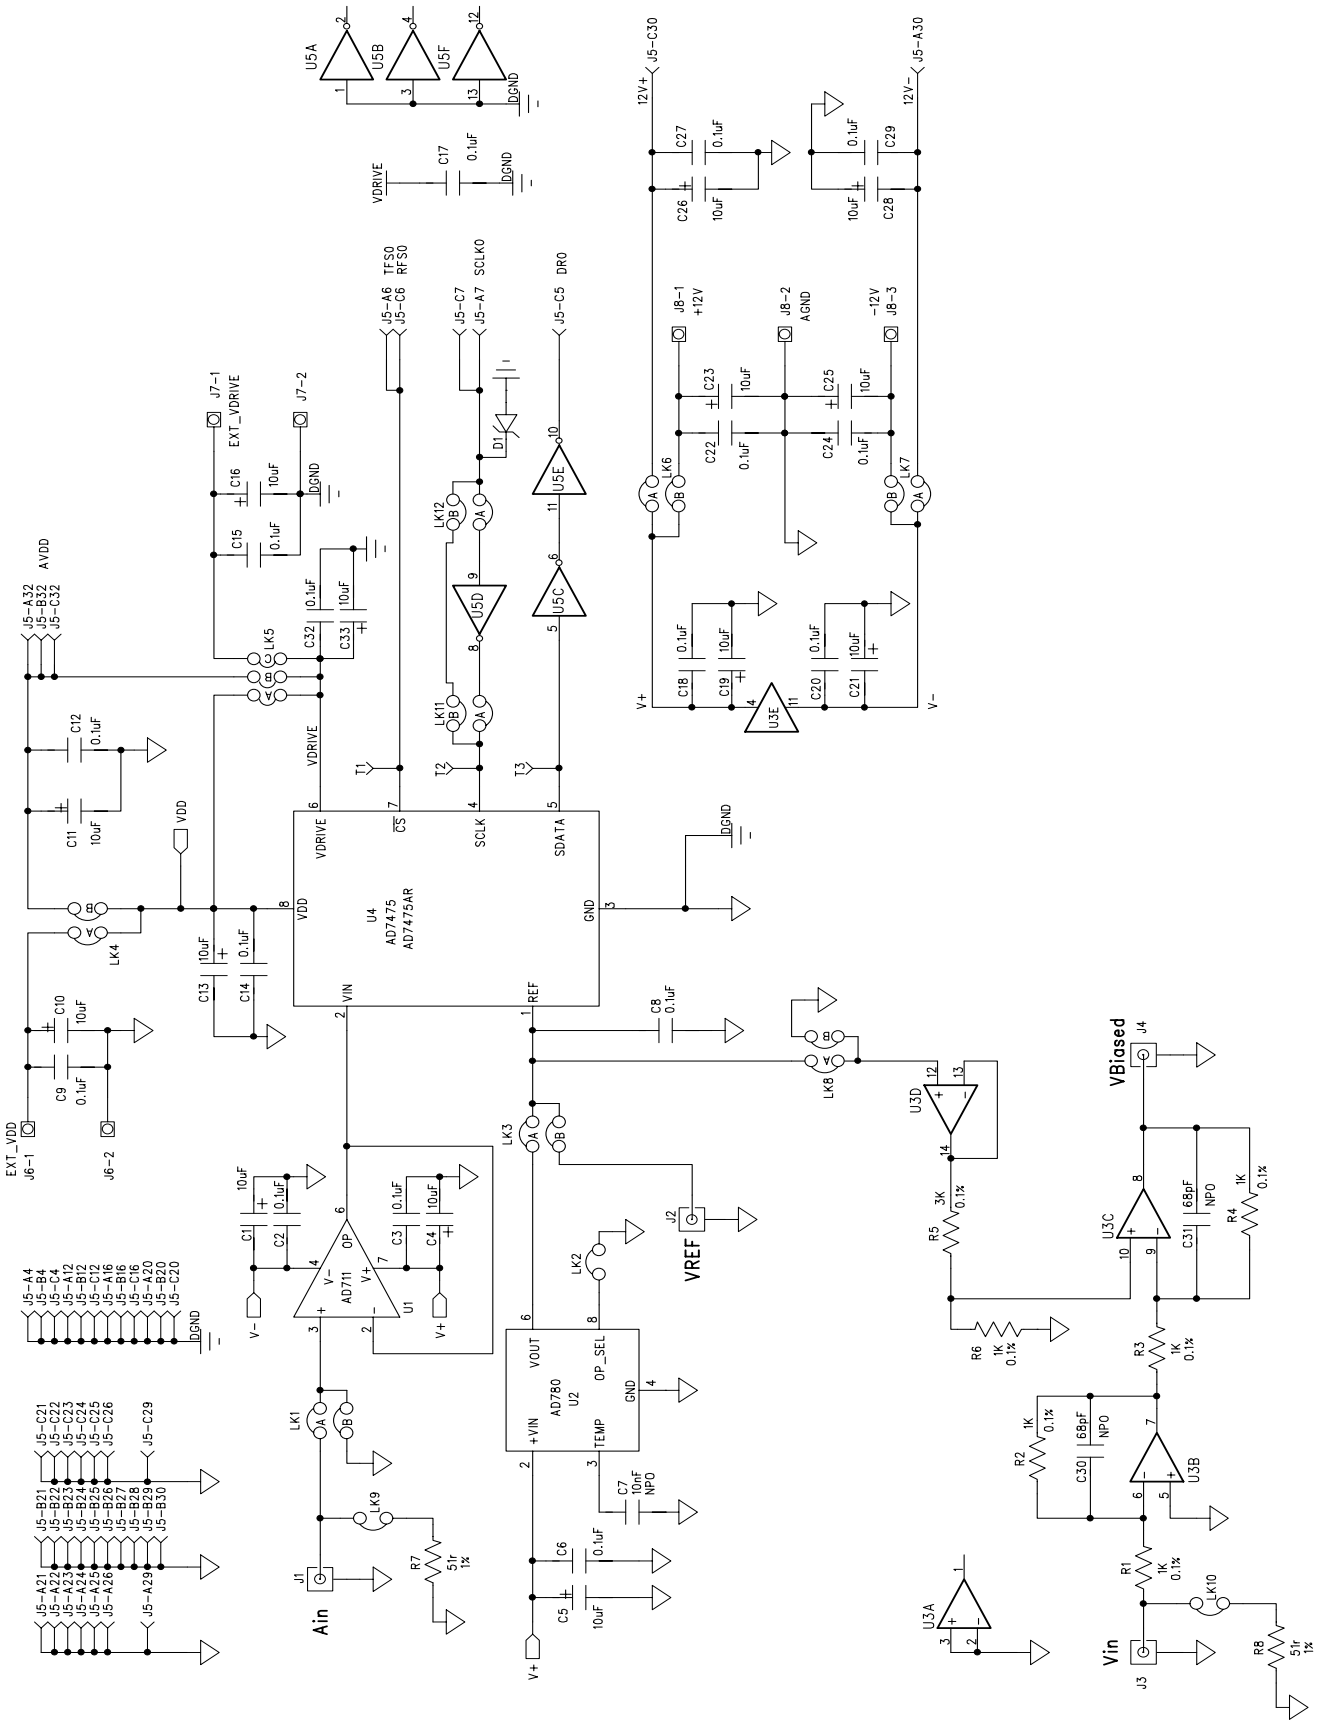 J5-A21
J5-A22
J5-A23
J5-A24
J5-A25
J5-A26
J5-A29
J5-B21
J5-B22
J5-B23
J5-B24
J5-B25
J5-B26
J5-B27
J5-B28
J5-B29
J5-B30
J5-C21
J5-C22
J5-C23
J5-C24
J5-C25
J5-C26
J5-C29
J5-A4
J5-B4
J5-C4
J5-A12
J5-B12
J5-C12
J5-A16
J5-B16
J5-C16
J5-A20
J5-B20
J5-C20
DGND
EXT_VDD
J6-1
J6-2
C9
0.1uF
C10
10uF
+
LK4
A
B
C11
10uF
+
C12
0.1uF
J5-A32
J5-B32
J5-C32
AVDD
VDD
C13
10uF
+
C14
0.1uF
LK5
A
B
C
C15
0.1uF
C16
10uF
+
J7-1
EXT_VDRIVE
J7-2
DGND
C32
0.1uF
C33
10uF
+
VDRIVE
U5A
1
2
U5B
3
4
U5F
13
12
DGND
VDRIVE
C17
0.1uF
DGND
Ain
J1
LK9
R7
51r
1%
LK1
A
B
3
2
+
-
AD711
U1
OP
6
V-
4
V+
7
V-
V+
C1
10uF
+
C2
0.1uF
C3
0.1uF
C4
10uF
+
U4
AD7475
AD7475AR
VIN
2
REF
1
VDD
8
VDRIVE
6
CS
7
SCLK
4
SDATA
5
GND
3
DGND
T1
T2
T3
J5-A6
TFS0
J5-C6
RFS0
J5-C7
J5-A7
SCLK0
J5-C5
DR0
LK11
B
A
LK12
B
A
U5D
8
9
D1
U5C
5
6
U5E
11
10
V+
C5
10uF
+
C6
0.1uF
C7
10nF
NPO
2
+VIN
3
TEMP
AD780
U2
VOUT
6
OP_SEL
8
GND
4
LK2
J2
VREF
LK3
A
B
C8
0.1uF
LK8
A
B
U3D
12
13
14
+
-
R5
3K
0.1%
R6
1K
0.1%
V+
V-
C18
0.1uF
C19
10uF
+
C20
0.1uF
C21
10uF
+
U3E
4
11
LK6
A
B
LK7
B
A
C22
0.1uF
C23
10uF
+
C24
0.1uF
C25
10uF
+
J8-1
+12V
J8-2
AGND
-12V
J8-3
C26
10uF
+
C27
0.1uF
C28
10uF
+
C29
0.1uF
12V+
J5-C30
12V-
J5-A30
U3A
3
2
1
+
-
Vin
J3
LK10
R8
51r
1%
R1
1K
0.1%
R2
1K
0.1%
C30
68pF
NPO
U3B
6
5
7
-
+
R3
1K
0.1%
U3C
10
9
8
+
-
C31
68pF
NPO
R4
1K
0.1%
VBiased
J4